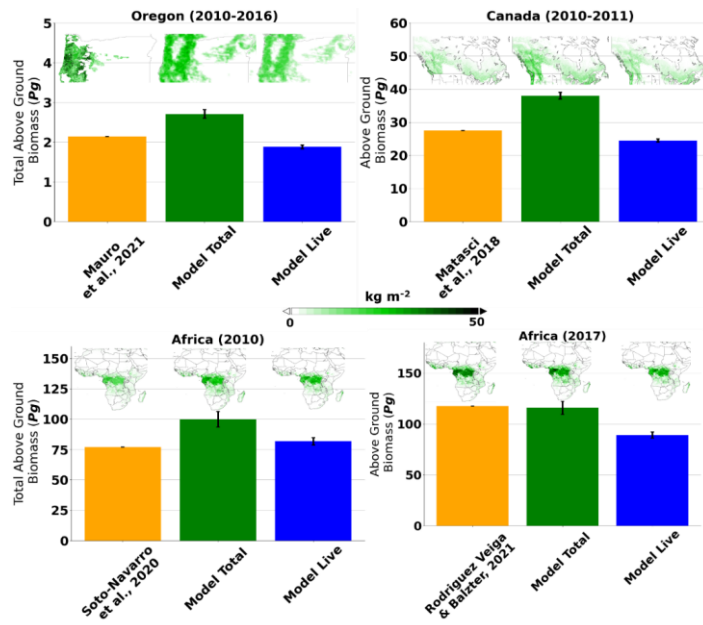 Oregon (2010-2016)
Total Above Ground
Biomass (Pg)
5
4
3
2
1
0
Mauro
et al., 2021
Model Total
Model Live
Canada (2010-2011)
Above Ground
Biomass (Pg)
60
50
40
30
20
10
0
Matasci
et al., 2018
Model Total
Model Live
kg m⁻²
0
50
Africa (2010)
Total Above Ground
Biomass (Pg)
150
125
100
75
50
25
0
Soto-Navarro
et al., 2020
Model Total
Model Live
Africa (2017)
Above Ground
Biomass (Pg)
150
100
50
0
Rodriguez Veiga
& Balzter, 2021
Model Total
Model Live